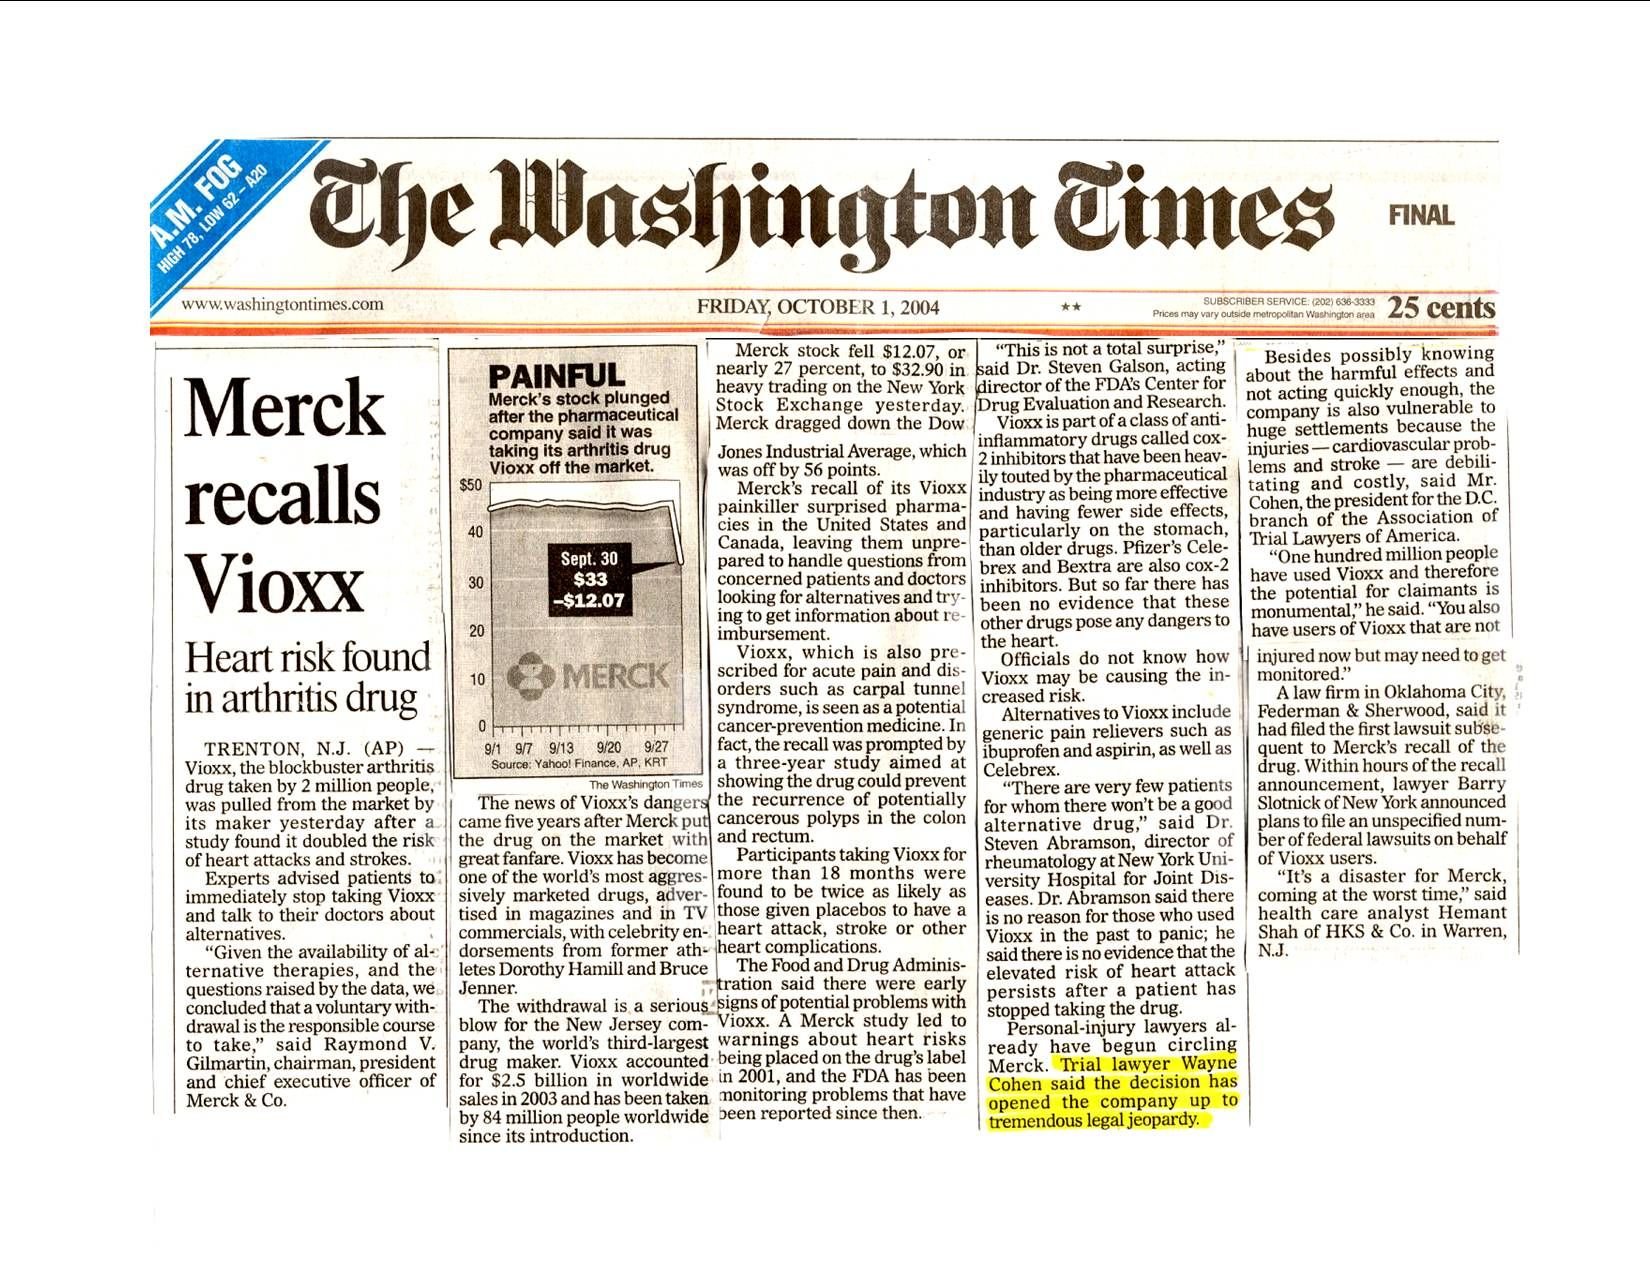 A.M. FOG
HIGH 78, LOW 62 – A20
The Washington Times
FINAL
www.washingtontimes.com
FRIDAY, OCTOBER 1, 2004
★★
SUBSCRIBER SERVICE: (202) 636-3333
Prices may vary outside metropolitan Washington area
25 cents
Merck
recalls
Vioxx
Heart risk found
in arthritis drug
TRENTON, N.J. (AP) —
Vioxx, the blockbuster arthritis
drug taken by 2 million people,
was pulled from the market by
its maker yesterday after a
study found it doubled the risk
of heart attacks and strokes.
Experts advised patients to
immediately stop taking Vioxx
and talk to their doctors about
alternatives.
“Given the availability of al-
ternative therapies, and the
questions raised by the data, we
concluded that a voluntary with-
drawal is the responsible course
to take,” said Raymond V.
Gilmartin, chairman, president
and chief executive officer of
Merck & Co.
PAINFUL
Merck's stock plunged
after the pharmaceutical
company said it was
taking its arthritis drug
Vioxx off the market.
$50
40
30
20
10
0
Sept. 30
$33
–$12.07
MERCK
9/1 9/7 9/13 9/20 9/27
Source: Yahoo! Finance, AP, KRT
The Washington Times
The news of Vioxx's dangers
came five years after Merck put
the drug on the market with
great fanfare. Vioxx has become
one of the world's most aggres-
sively marketed drugs, adver-
tised in magazines and in TV
commercials, with celebrity en-
dorsements from former ath-
letes Dorothy Hamill and Bruce
Jenner.
The withdrawal is a serious
blow for the New Jersey com-
pany, the world's third-largest
drug maker. Vioxx accounted
for $2.5 billion in worldwide
sales in 2003 and has been taken
by 84 million people worldwide
since its introduction.
Merck stock fell $12.07, or
nearly 27 percent, to $32.90 in
heavy trading on the New York
Stock Exchange yesterday.
Merck dragged down the Dow
Jones Industrial Average, which
was off by 56 points.
Merck's recall of its Vioxx
painkiller surprised pharma-
cies in the United States and
Canada, leaving them unpre-
pared to handle questions from
concerned patients and doctors
looking for alternatives and try-
ing to get information about re-
imbursement.
Vioxx, which is also pre-
scribed for acute pain and dis-
orders such as carpal tunnel
syndrome, is seen as a potential
cancer-prevention medicine. In
fact, the recall was prompted by
a three-year study aimed at
showing the drug could prevent
the recurrence of potentially
cancerous polyps in the colon
and rectum.
Participants taking Vioxx for
more than 18 months were
found to be twice as likely as
those given placebos to have a
heart attack, stroke or other
heart complications.
The Food and Drug Adminis-
tration said there were early
signs of potential problems with
Vioxx. A Merck study led to
warnings about heart risks
being placed on the drug's label
in 2001, and the FDA has been
monitoring problems that have
been reported since then.
“This is not a total surprise,”
said Dr. Steven Galson, acting
director of the FDA's Center for
Drug Evaluation and Research.
Vioxx is part of a class of anti-
inflammatory drugs called cox-
2 inhibitors that have been heav-
ily touted by the pharmaceutical
industry as being more effective
and having fewer side effects,
particularly on the stomach,
than older drugs. Pfizer's Cele-
brex and Bextra are also cox-2
inhibitors. But so far there has
been no evidence that these
other drugs pose any dangers to
the heart.
Officials do not know how
Vioxx may be causing the in-
creased risk.
Alternatives to Vioxx include
generic pain relievers such as
ibuprofen and aspirin, as well as
Celebrex.
“There are very few patients
for whom there won't be a good
alternative drug,” said Dr.
Steven Abramson, director of
rheumatology at New York Uni-
versity Hospital for Joint Dis-
eases. Dr. Abramson said there
is no reason for those who used
Vioxx in the past to panic; he
said there is no evidence that the
elevated risk of heart attack
persists after a patient has
stopped taking the drug.
Personal-injury lawyers al-
ready have begun circling
Merck. Trial lawyer Wayne
Cohen said the decision has
opened the company up to
tremendous legal jeopardy.
Besides possibly knowing
about the harmful effects and
not acting quickly enough, the
company is also vulnerable to
huge settlements because the
injuries — cardiovascular prob-
lems and stroke — are debili-
tating and costly, said Mr.
Cohen, the president for the D.C.
branch of the Association of
Trial Lawyers of America.
“One hundred million people
have used Vioxx and therefore
the potential for claimants is
monumental,” he said. “You also
have users of Vioxx that are not
injured now but may need to get
monitored.”
A law firm in Oklahoma City,
Federman & Sherwood, said it
had filed the first lawsuit subse-
quent to Merck's recall of the
drug. Within hours of the recall
announcement, lawyer Barry
Slotnick of New York announced
plans to file an unspecified num-
ber of federal lawsuits on behalf
of Vioxx users.
“It's a disaster for Merck,
coming at the worst time,” said
health care analyst Hemant
Shah of HKS & Co. in Warren,
N.J.